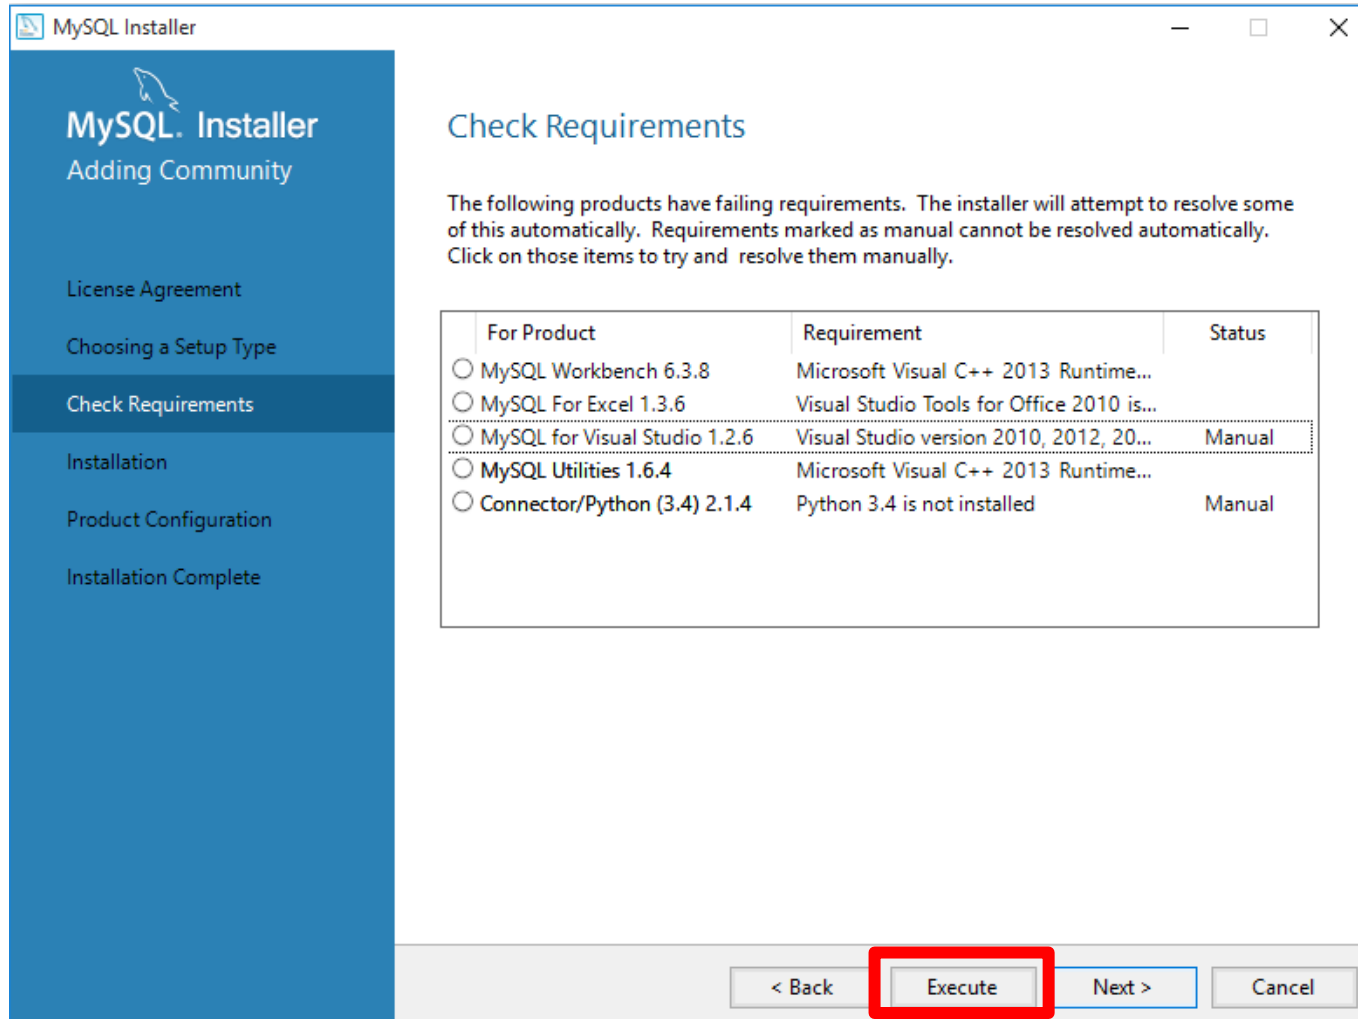 MySQL Installer
MySQL. Installer
Adding Community
License Agreement
Choosing a Setup Type
Check Requirements
Installation
Product Configuration
Installation Complete
Check Requirements
The following products have failing requirements. The installer will attempt to resolve some
of this automatically. Requirements marked as manual cannot be resolved automatically.
Click on those items to try and resolve them manually.
For Product Requirement Status
MySQL Workbench 6.3.8 Microsoft Visual C++ 2013 Runtime...
MySQL For Excel 1.3.6 Visual Studio Tools for Office 2010 is...
MySQL for Visual Studio 1.2.6 Visual Studio version 2010, 2012, 20... Manual
MySQL Utilities 1.6.4 Microsoft Visual C++ 2013 Runtime...
Connector/Python (3.4) 2.1.4 Python 3.4 is not installed Manual
< Back Execute Next > Cancel